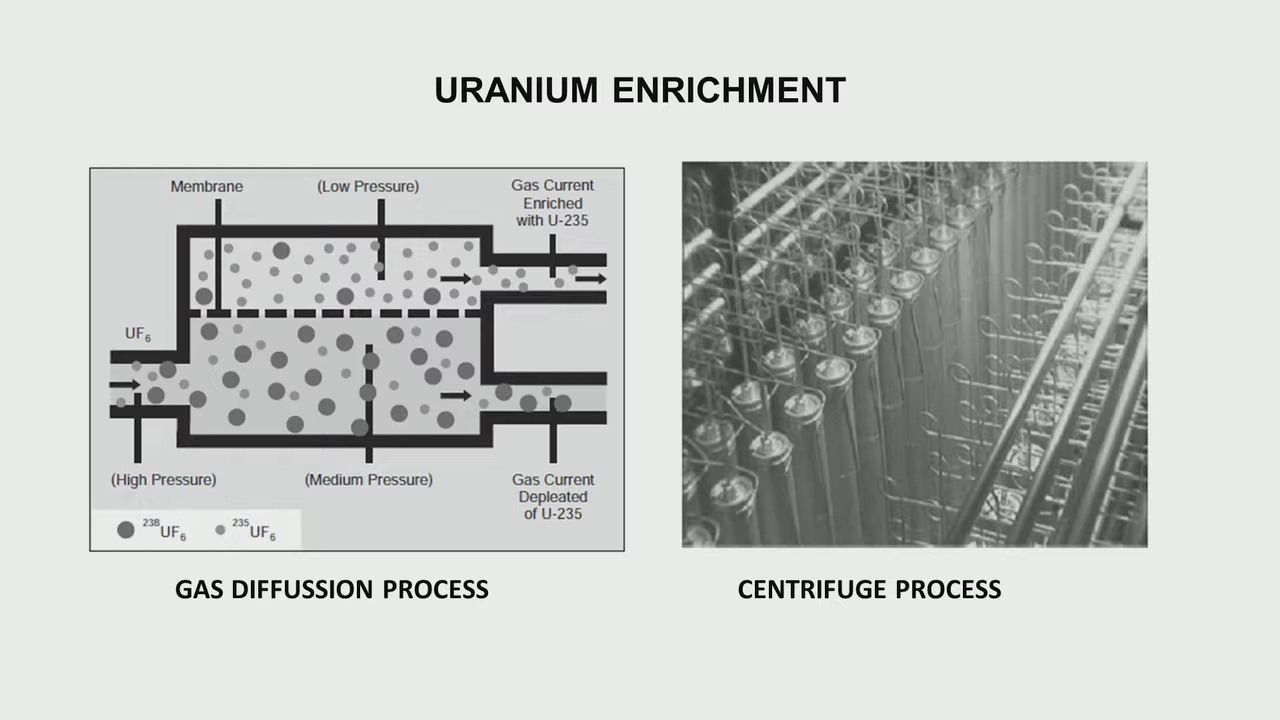 URANIUM ENRICHMENT
Membrane
(Low Pressure)
Gas Current
Enriched
with U-235
UF₆
(High Pressure)
(Medium Pressure)
Gas Current
Depleated
of U-235
²³⁸UF₆
²³⁵UF₆
GAS DIFFUSSION PROCESS
CENTRIFUGE PROCESS